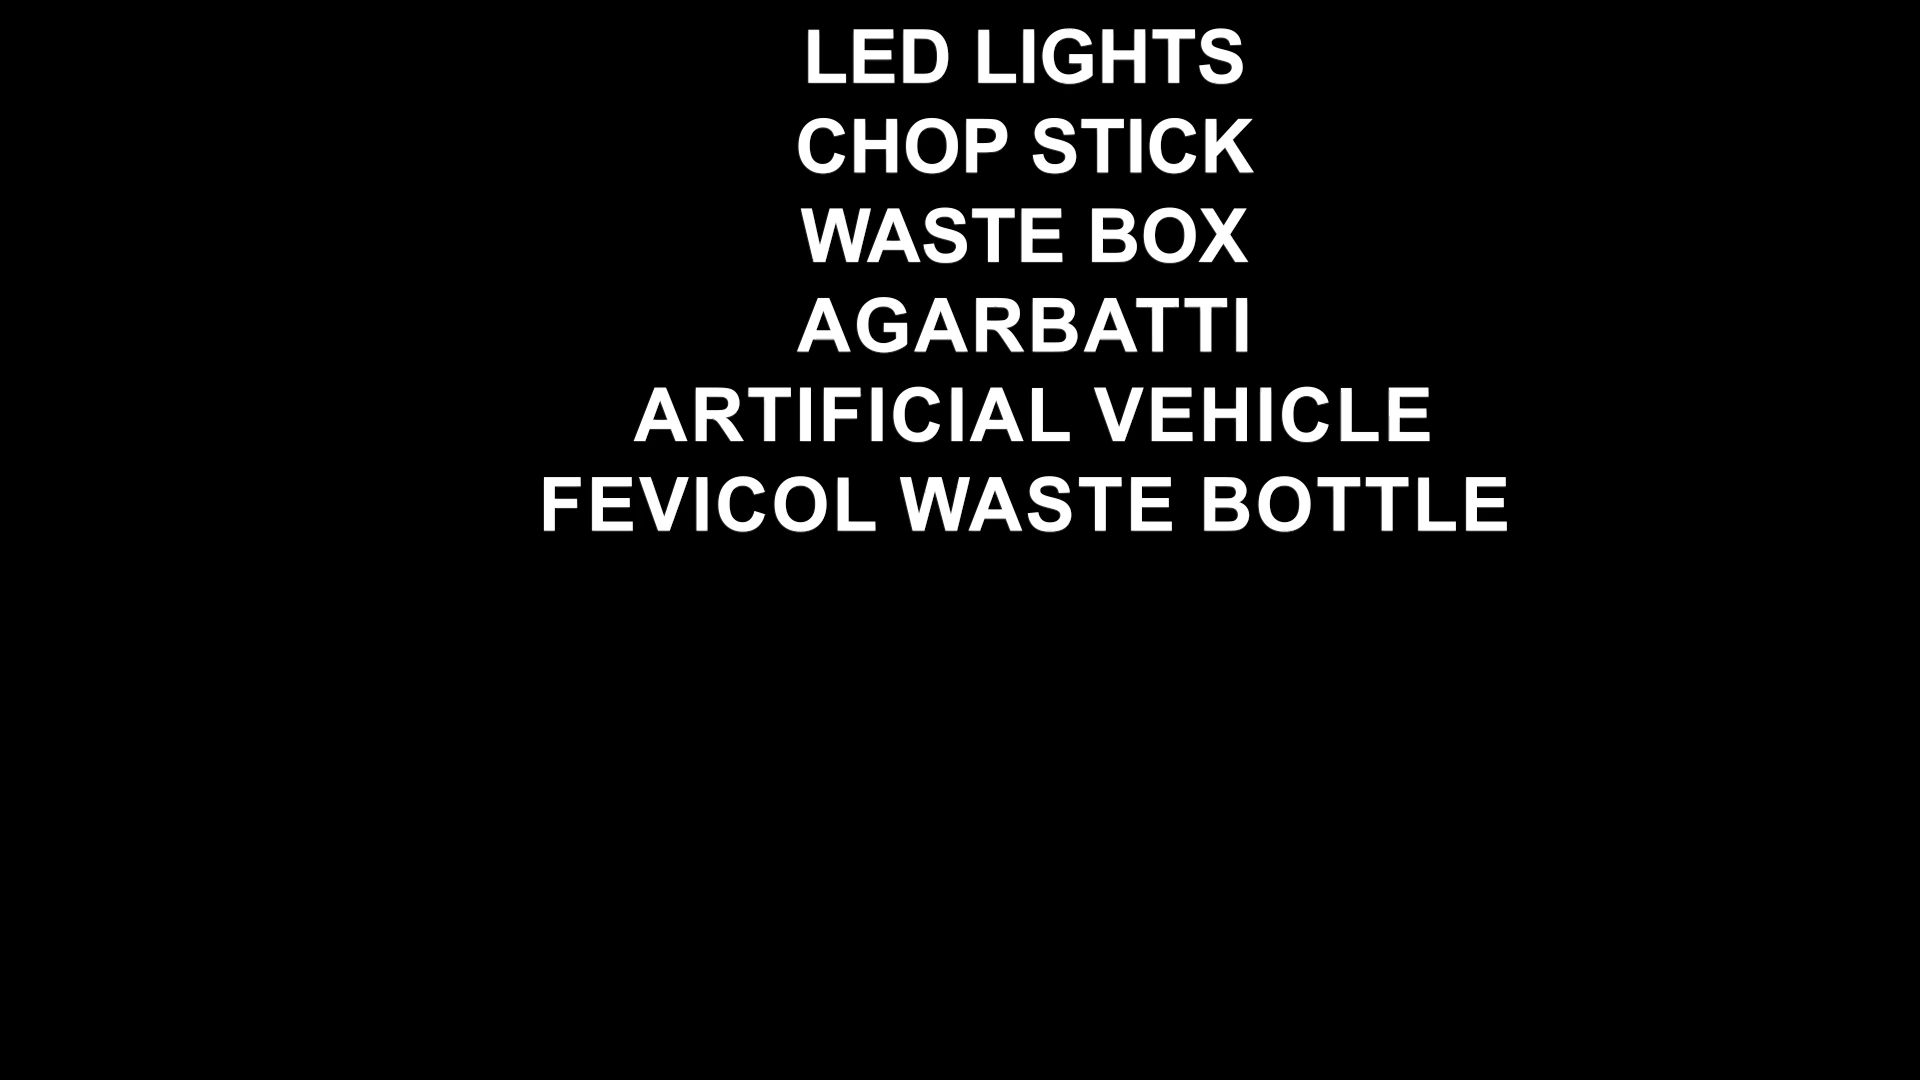 LED LIGHTS
CHOP STICK
WASTE BOX
AGARBATTI
ARTIFICIAL VEHICLE
FEVICOL WASTE BOTTLE